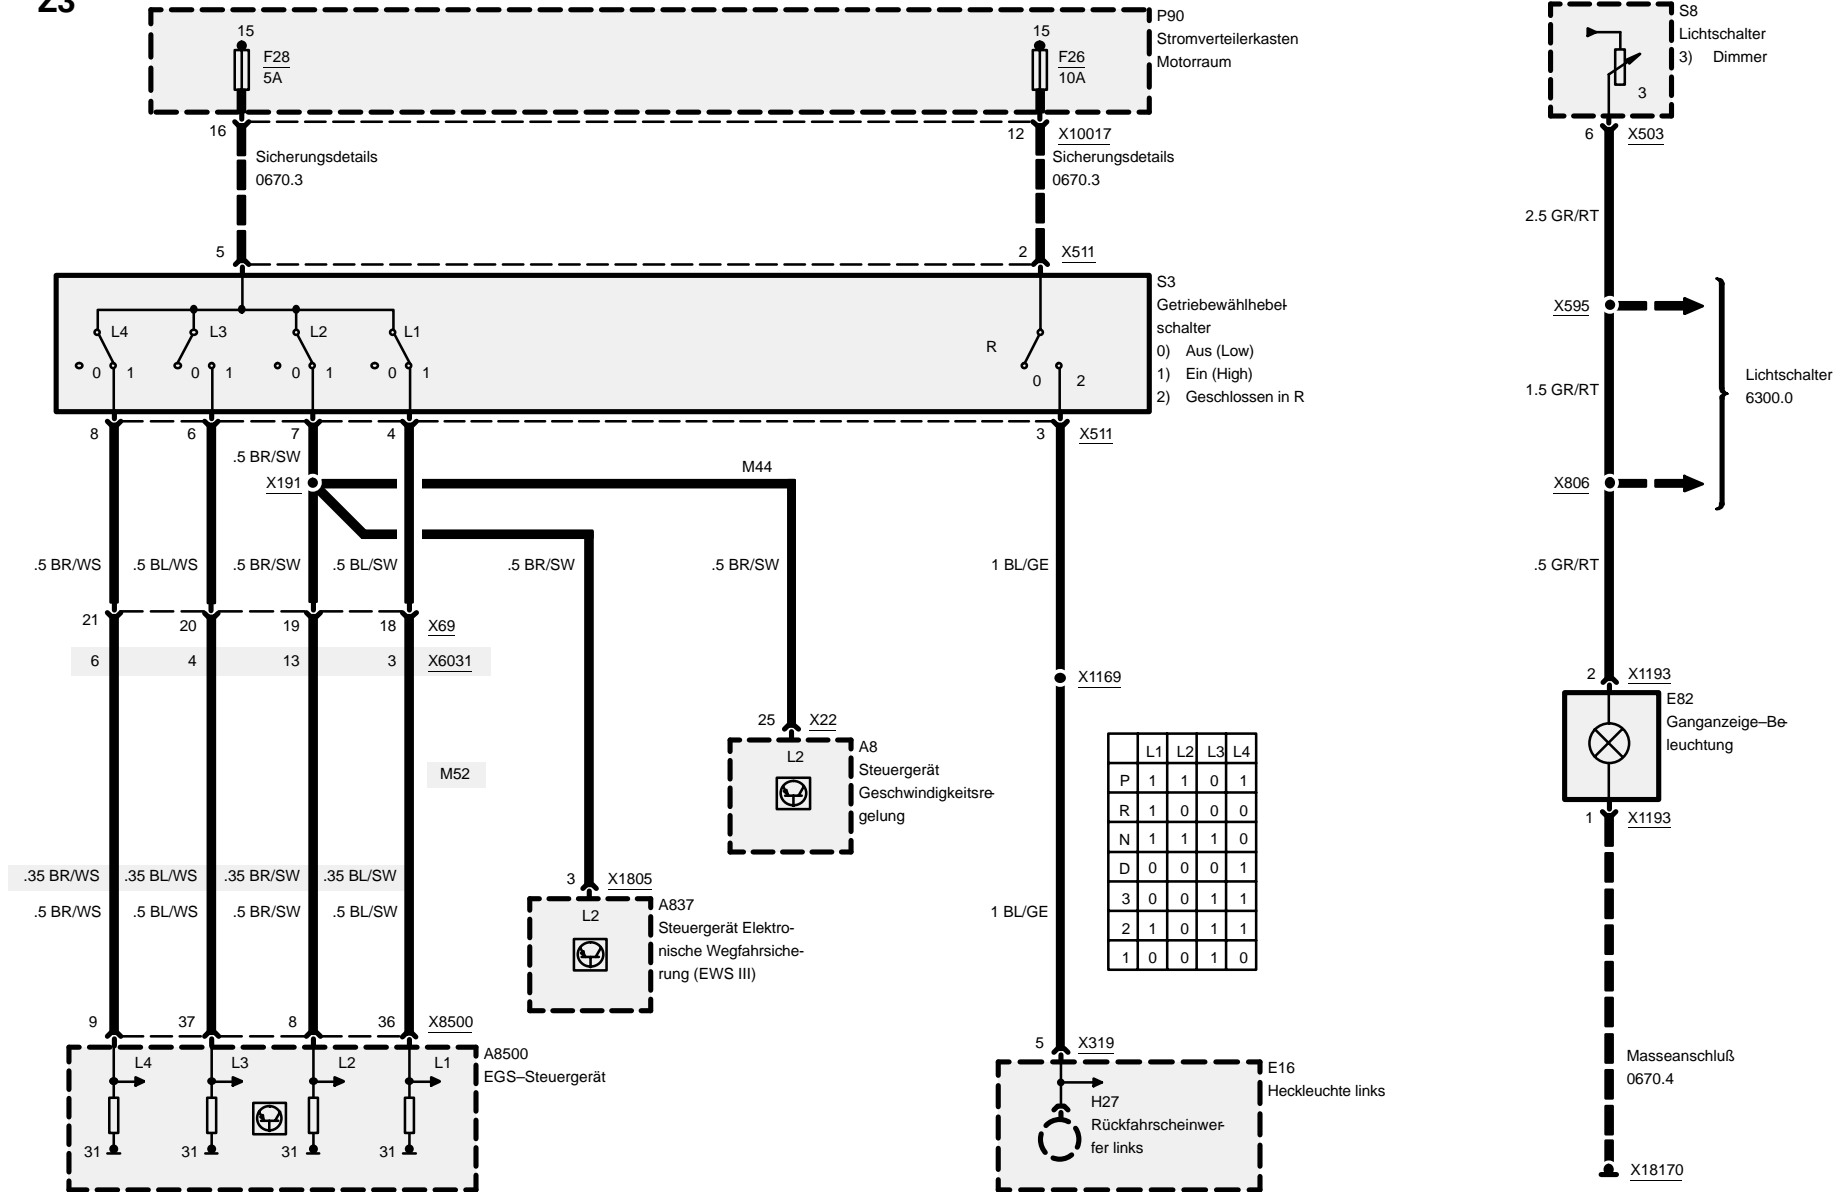 Z3
15
F28
5A
15
F26
10A
P90
Stromverteilerkasten
Motorraum
S8
Lichtschalter
3) Dimmer
3
16
12
X10017
6
X503
Sicherungsdetails
0670.3
Sicherungsdetails
0670.3
2.5 GR/RT
5
2
X511
S3
Getriebewählhebel-
schalter
0) Aus (Low)
1) Ein (High)
2) Geschlossen in R
L4
L3
L2
L1
R
0 1
0 1
0 1
0 1
0 2
X595
1.5 GR/RT
Lichtschalter
6300.0
X806
.5 GR/RT
8
6
7
4
3
X511
.5 BR/SW
X191
M44
.5 BR/WS
.5 BL/WS
.5 BR/SW
.5 BL/SW
.5 BR/SW
.5 BR/SW
1 BL/GE
21
20
19
18
X69
6
4
13
3
X6031
X1169
2
X1193
E82
Ganganzeige–Be-
leuchtung
1
X1193
25
X22
L2
A8
Steuergerät
Geschwindigkeitsre-
gelung
M52
L1 L2 L3 L4
P 1 1 0 1
R 1 0 0 0
N 1 1 1 0
D 0 0 0 1
3 0 0 1 1
2 1 0 1 1
1 0 0 1 0
.35 BR/WS
.35 BL/WS
.35 BR/SW
.35 BL/SW
.5 BR/WS
.5 BL/WS
.5 BR/SW
.5 BL/SW
3
X1805
L2
A837
Steuergerät Elektro-
nische Wegfahrsiche-
rung (EWS III)
1 BL/GE
9
37
8
36
X8500
L4
L3
L2
L1
A8500
EGS–Steuergerät
31
31
31
31
5
X319
E16
Heckleuchte links
H27
Rückfahrscheinwer-
fer links
Masseanschluß
0670.4
X18170